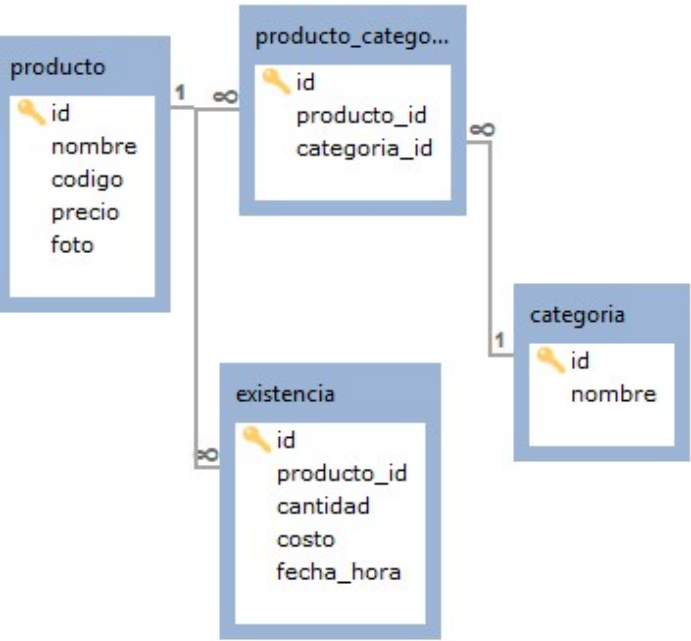 producto
id
nombre
codigo
precio
foto
1
∞
producto_catego...
id
producto_id
categoria_id
∞
1
categoria
id
nombre
∞
existencia
id
producto_id
cantidad
costo
fecha_hora